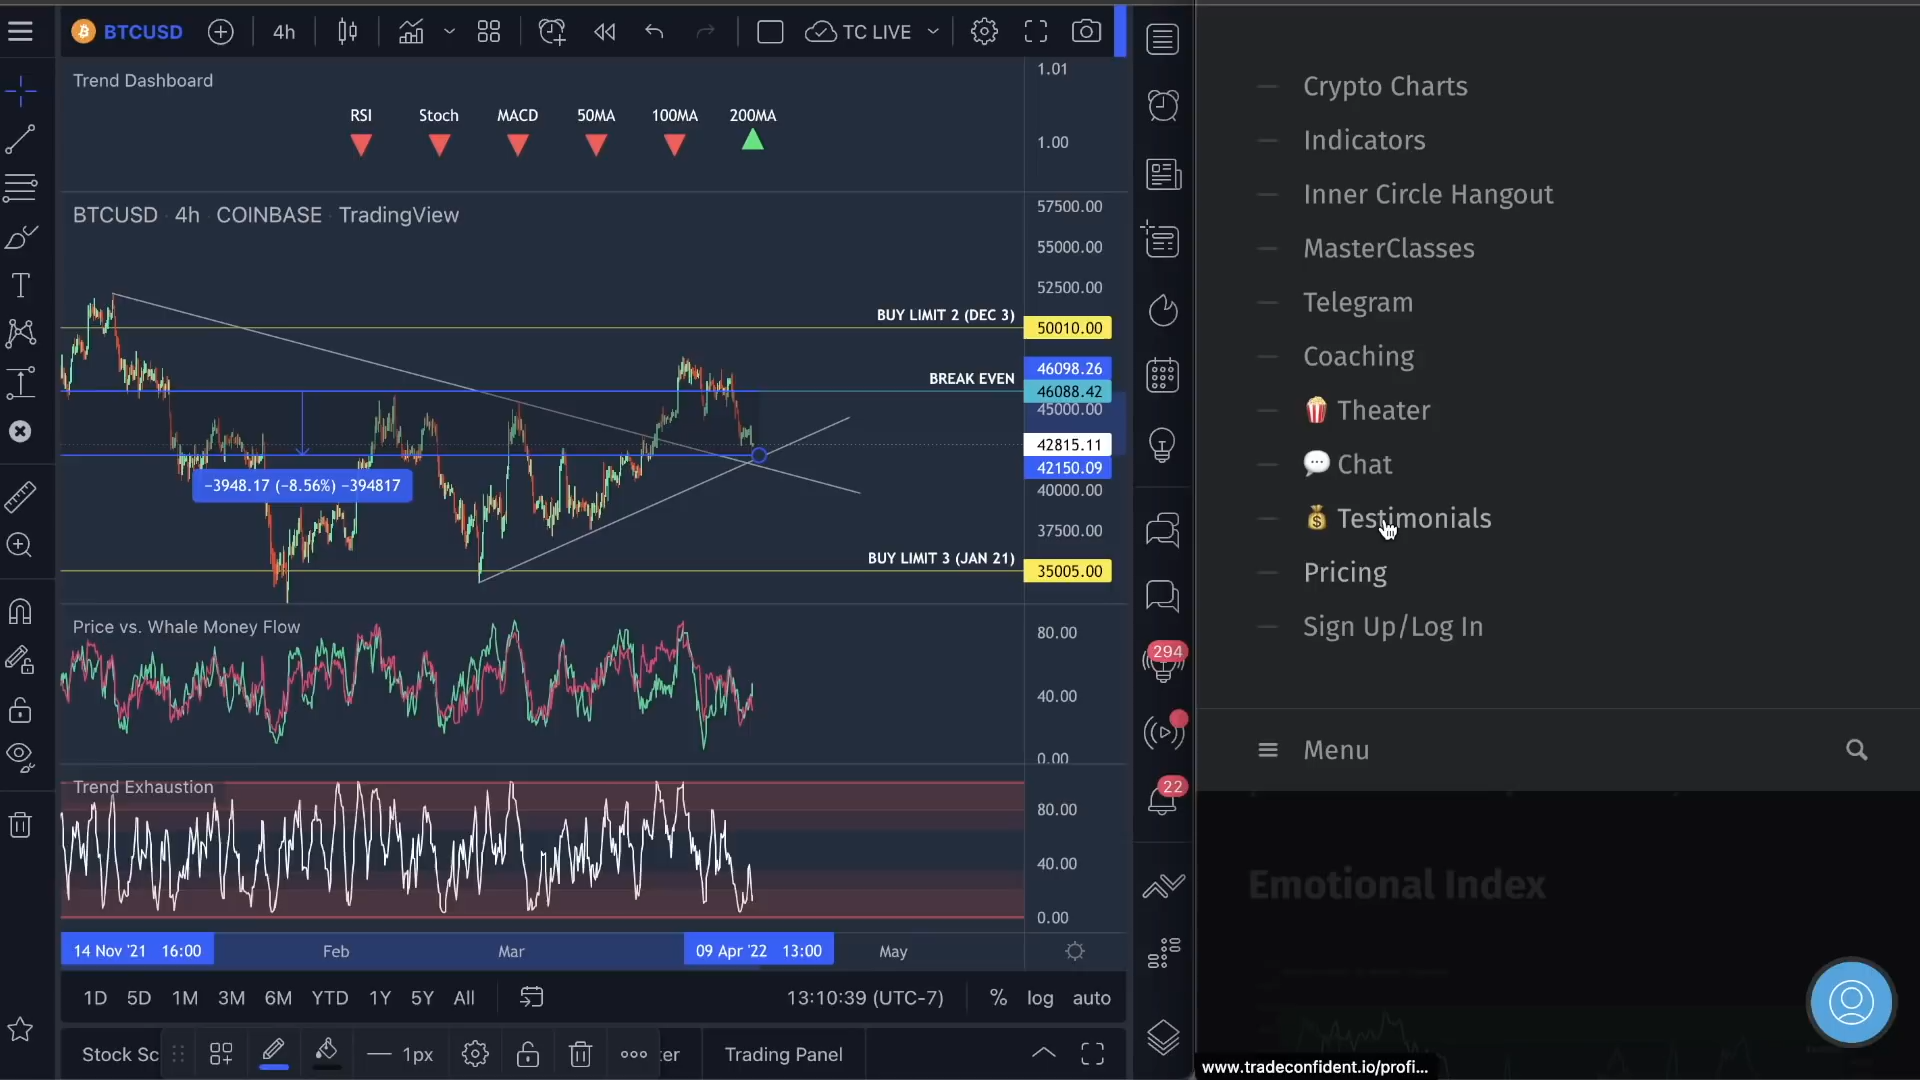 BTCUSD
4h
TC LIVE
Trend Dashboard
RSI Stoch MACD 50MA 100MA 200MA
1.01
1.00
BTCUSD 4h COINBASE TradingView
57500.00
55000.00
52500.00
BUY LIMIT 2 (DEC 3) 50010.00
46098.26
BREAK EVEN 46088.42
45000.00
42815.11
42150.09
−3948.17 (−8.56%) −394817
40000.00
37500.00
BUY LIMIT 3 (JAN 21) 35005.00
Price vs. Whale Money Flow
80.00
40.00
0.00
Trend Exhaustion
80.00
40.00
0.00
14 Nov '21 16:00 Feb Mar 09 Apr '22 13:00 May
1D 5D 1M 3M 6M YTD 1Y 5Y All
13:10:39 (UTC-7) % log auto
Stock Sc 1px ter Trading Panel
294
22
Crypto Charts
Indicators
Inner Circle Hangout
MasterClasses
Telegram
Coaching
🍿 Theater
💬 Chat
💰 Testimonials
Pricing
Sign Up/Log In
Menu
Emotional Index
www.tradeconfident.io/profi...